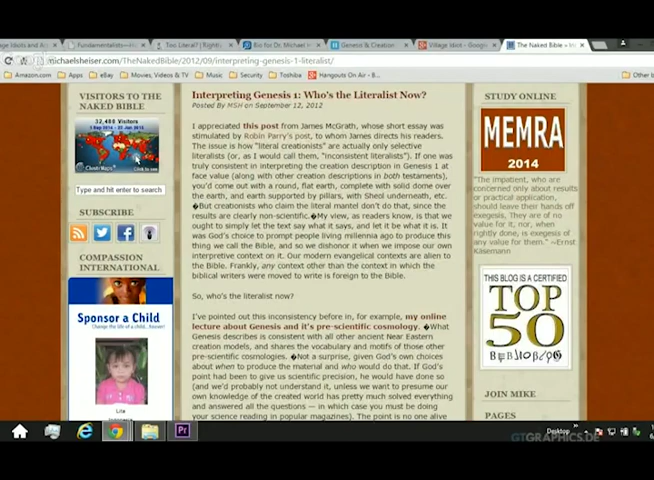 age Idiots and A
Fundamentalists
Two Literal? | Right
Bio for Dr. Michael H
Genesis & Creation
Village Idiot - Goog
The Naked Bible » M
michaelsheiser.com/TheNakedBible/2012/09/interpreting-genesis-1-literalist/
Amazon.com
Apps
eBay
Movies, Videos & TV
Music
Security
Toshiba
Hangouts On Air - B...
Other b
VISITORS TO THE
NAKED BIBLE
32,489 Visitors
Type and hit enter to search
SUBSCRIBE
COMPASSION
INTERNATIONAL
Sponsor a Child
Change the life of a child...
Lita
Interpreting Genesis 1: Who's the Literalist Now?
Posted By MSH on September 12, 2012
I appreciated this post from James McGrath, whose short essay was
stimulated by Robin Parry's post, to whom James directs his readers.
The issue is how "literal creationists" are actually only selective
literalists (or, as I would call them, "inconsistent literalists"). If one was
truly consistent in interpreting the creation description in Genesis 1 at
face value (along with other creation descriptions in both testaments),
you'd come out with a round, flat earth, complete with solid dome over
the earth, and earth supported by pillars, with Sheol underneath, etc.
�But creationists who claim the literal mantel don't do that, since the
results are clearly non-scientific.�My view, as readers know, is that we
ought to simply let the text say what it says, and let it be what it is. It
was God's choice to prompt people living millennia ago to produce this
thing we call the Bible, and so we dishonor it when we impose our own
interpretive context on it. Our modern evangelical contexts are alien to
the Bible. Frankly, any context other than the context in which the
biblical writers were moved to write is foreign to the Bible.
So, who's the literalist now?
I've pointed out this inconsistency before in, for example, my online
lecture about Genesis and it's pre-scientific cosmology. �What
Genesis describes is consistent with all other ancient Near Eastern
creation models, and shares the vocabulary and motifs of those other
pre-scientific cosmologies. �Not a surprise, given God's own choices
about when to produce the material and who would do that. If God's
point had been to give us scientific precision, he would have done so
(and we'd probably not understand it, unless we want to presume our
own knowledge of the created world has pretty much solved everything
and answered all the questions — in which case you must be doing
your science reading in popular magazines). The point is no one alive
STUDY ONLINE
MEMRA
2014
"The impatient, who are
concerned only about results
or practical application,
should leave their hands off
exegesis. They are of no
value for it; nor, when
rightly done, is exegesis of
any value for them." ~Ernst
Käsemann
THIS BLOG IS A CERTIFIED
TOP
50
JOIN MIKE
PAGES
Desktop
GTGRAPHICS.DE